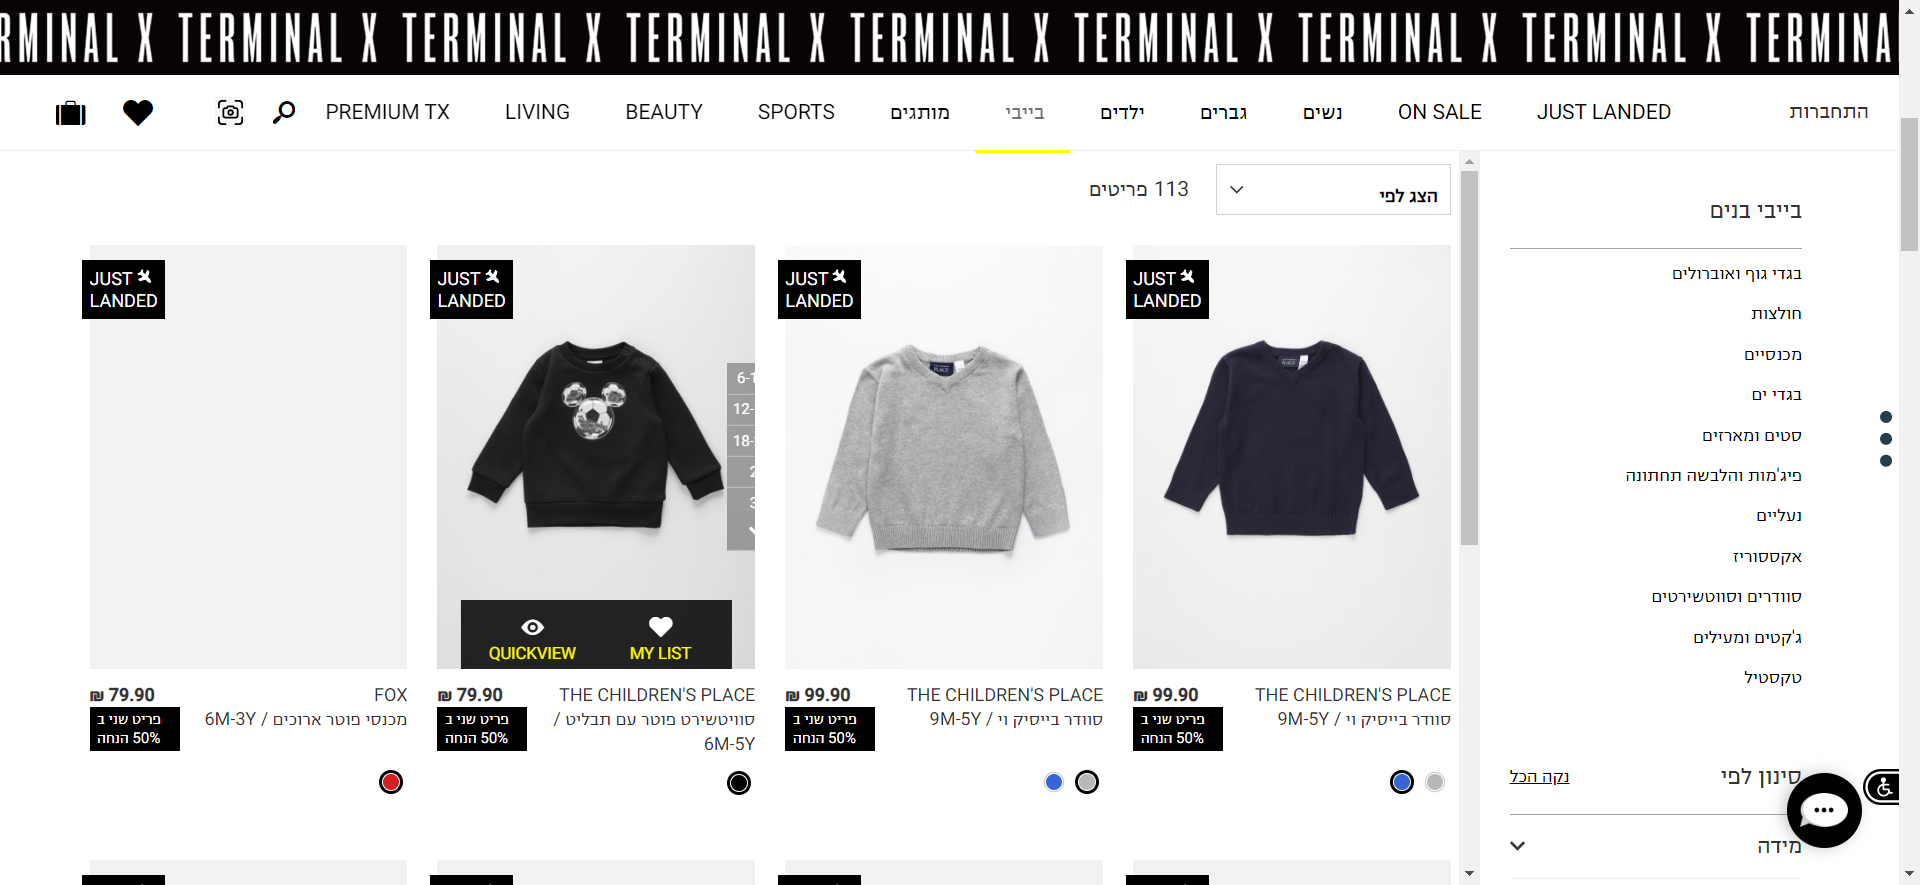 TERMINAL X TERMINAL X TERMINAL X TERMINAL X TERMINAL X TERMINAL X TERMINAL X
התחברות
JUST LANDED
ON SALE
נשים
גברים
ילדים
בייבי
מותגים
SPORTS
BEAUTY
LIVING
PREMIUM TX
בייבי בנים
בגדי גוף ואוברולים
חולצות
מכנסיים
בגדי ים
סטים ומארזים
פיג'מות והלבשה תחתונה
נעליים
אקססוריז
סוודרים וסווטשירטים
ג'קטים ומעילים
טקסטיל
סינון לפי
נקה הכל
מידה
הצג לפי
113 פריטים
JUST
LANDED
PLACE
THE CHILDREN'S PLACE
₪ 99.90
סוודר בייסיק וי / 9M-5Y
פריט שני ב
50% הנחה
JUST
LANDED
PLACE
THE CHILDREN'S PLACE
₪ 99.90
סוודר בייסיק וי / 9M-5Y
פריט שני ב
50% הנחה
JUST
LANDED
6-1
12-
18-
2
3
MY LIST
QUICKVIEW
THE CHILDREN'S PLACE
₪ 79.90
סוויטשירט פוטר עם תבליט /
6M-5Y
פריט שני ב
50% הנחה
JUST
LANDED
FOX
₪ 79.90
מכנסי פוטר ארוכים / 6M-3Y
פריט שני ב
50% הנחה